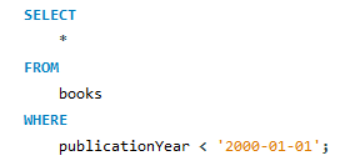 SELECT
    *
FROM
    books
WHERE
    publicationYear < '2000-01-01';